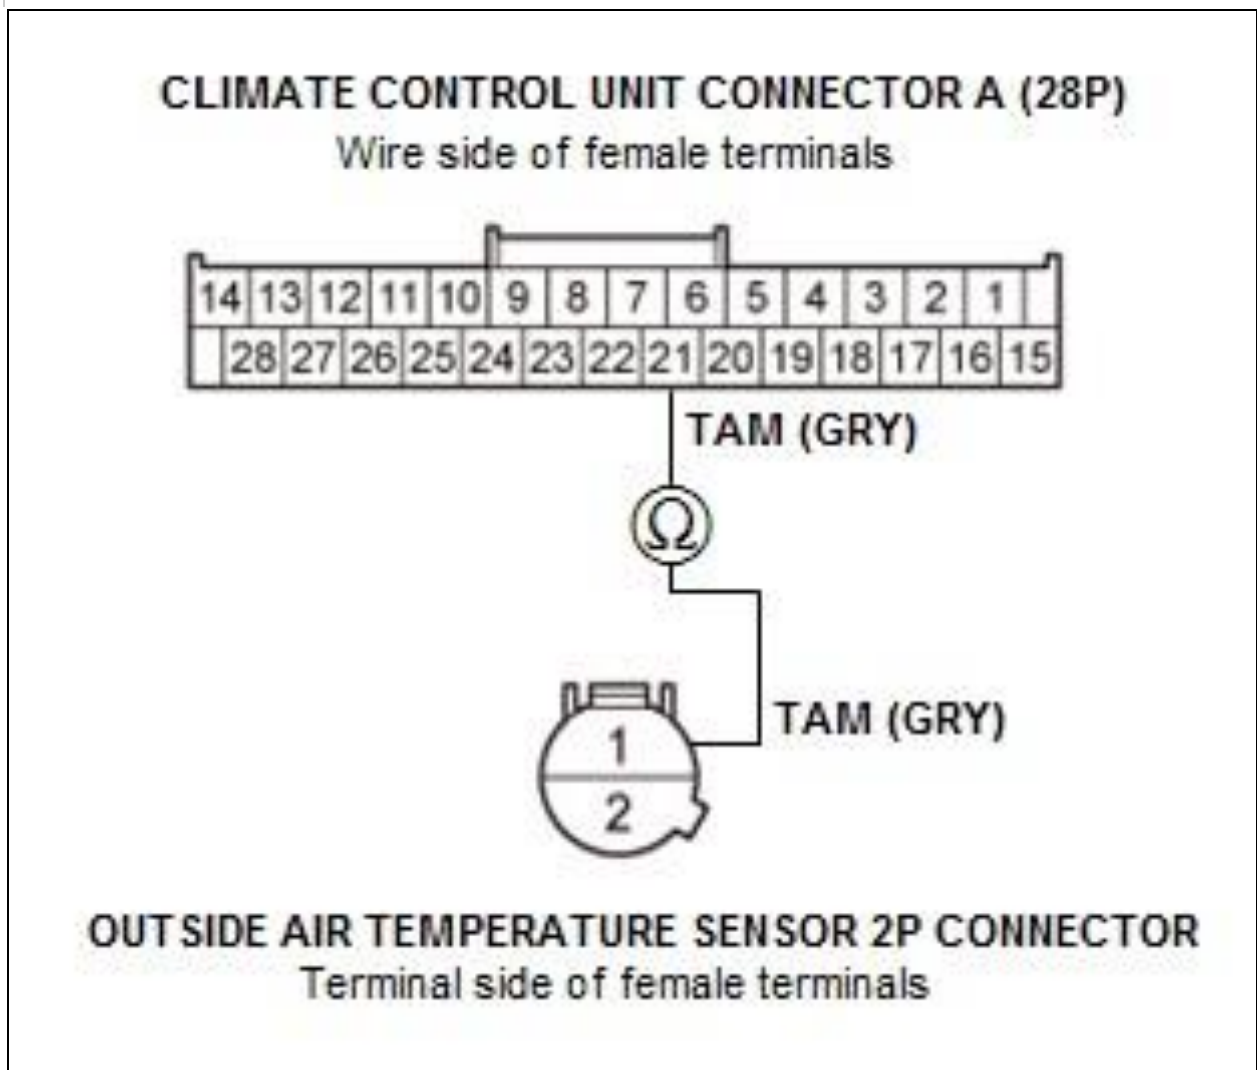 CLIMATE CONTROL UNIT CONNECTOR A (28P)
Wire side of female terminals
14 13 12 11 10 9 8 7 6 5 4 3 2 1
28 27 26 25 24 23 22 21 20 19 18 17 16 15
TAM (GRY)
Ω
TAM (GRY)
1
2
OUTSIDE AIR TEMPERATURE SENSOR 2P CONNECTOR
Terminal side of female terminals